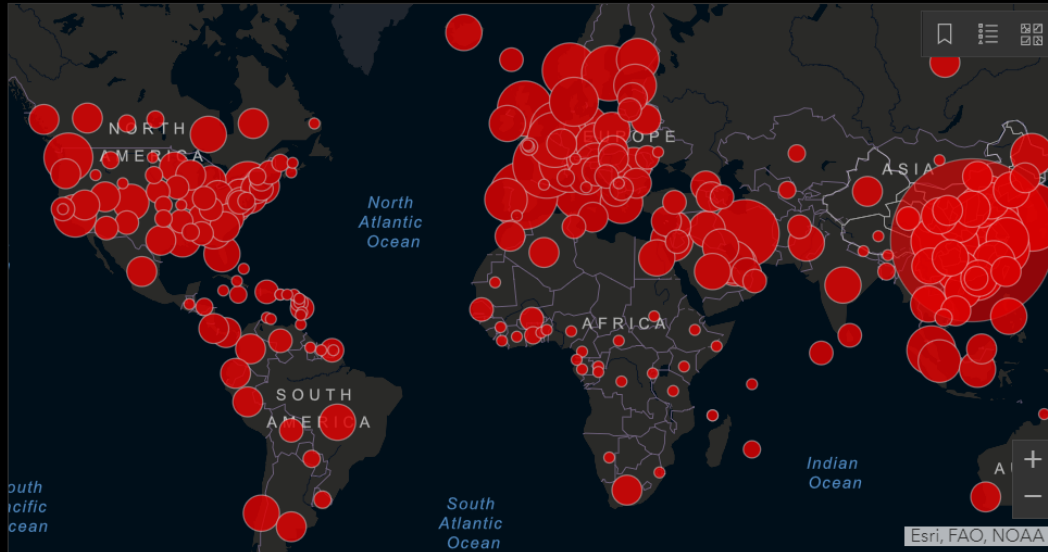 NORTH
AMERICA
EUROPE
ASIA
North
Atlantic
Ocean
AFRICA
SOUTH
AMERICA
Indian
Ocean
outh
acific
cean
South
Atlantic
Ocean
A
Esri, FAO, NOAA